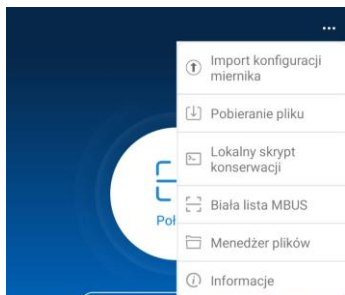 Import konfiguracji
miernika
Pobieranie pliku
Lokalny skrypt
konserwacji
Biała lista MBUS
Menedżer plików
Informacje